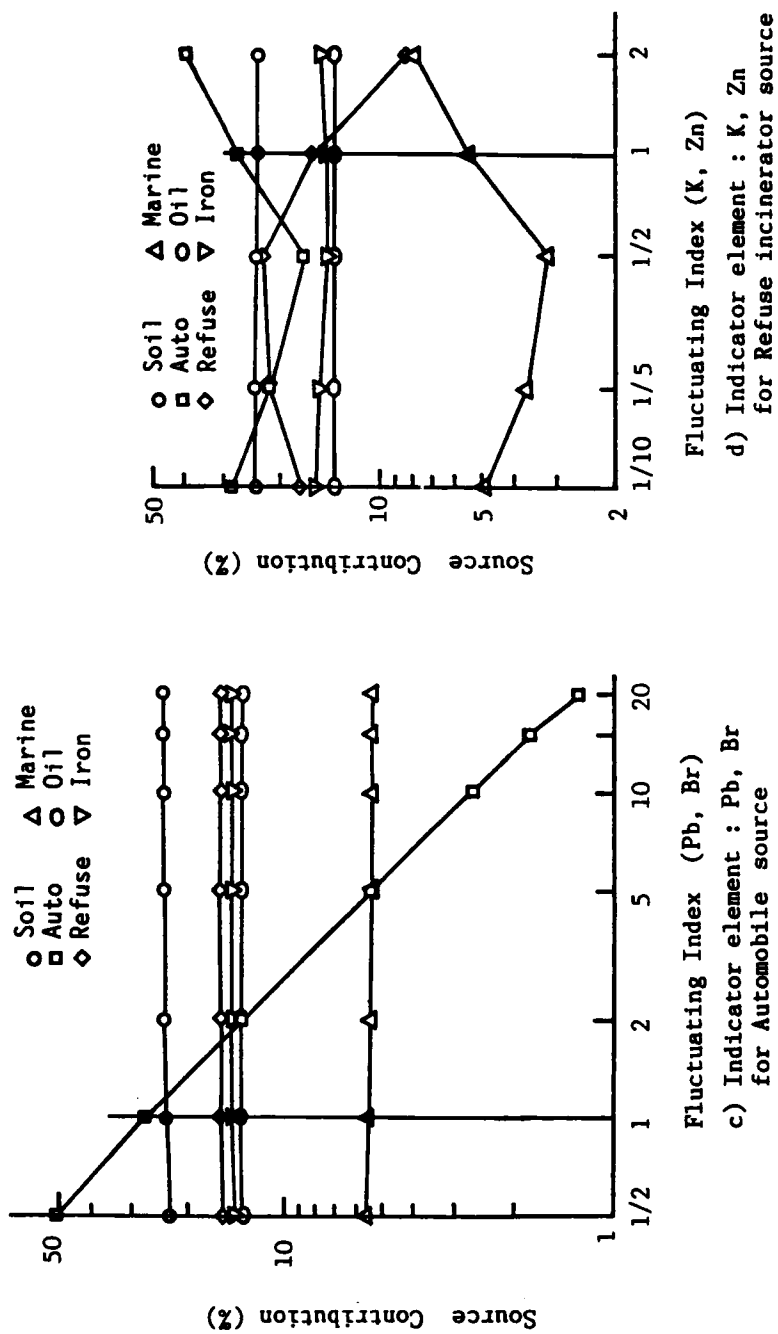 Soil Marine
Auto Oil
Refuse Iron
Source Contribution (%)
50
10
1
1/2 1 2 5 10 20
Fluctuating Index (Pb, Br)
c) Indicator element : Pb, Br
for Automobile source
Soil Marine
Auto Oil
Refuse Iron
Source Contribution (%)
50
10
5
2
1/10 1/5 1/2 1 2
Fluctuating Index (K, Zn)
d) Indicator element : K, Zn
for Refuse incinerator source